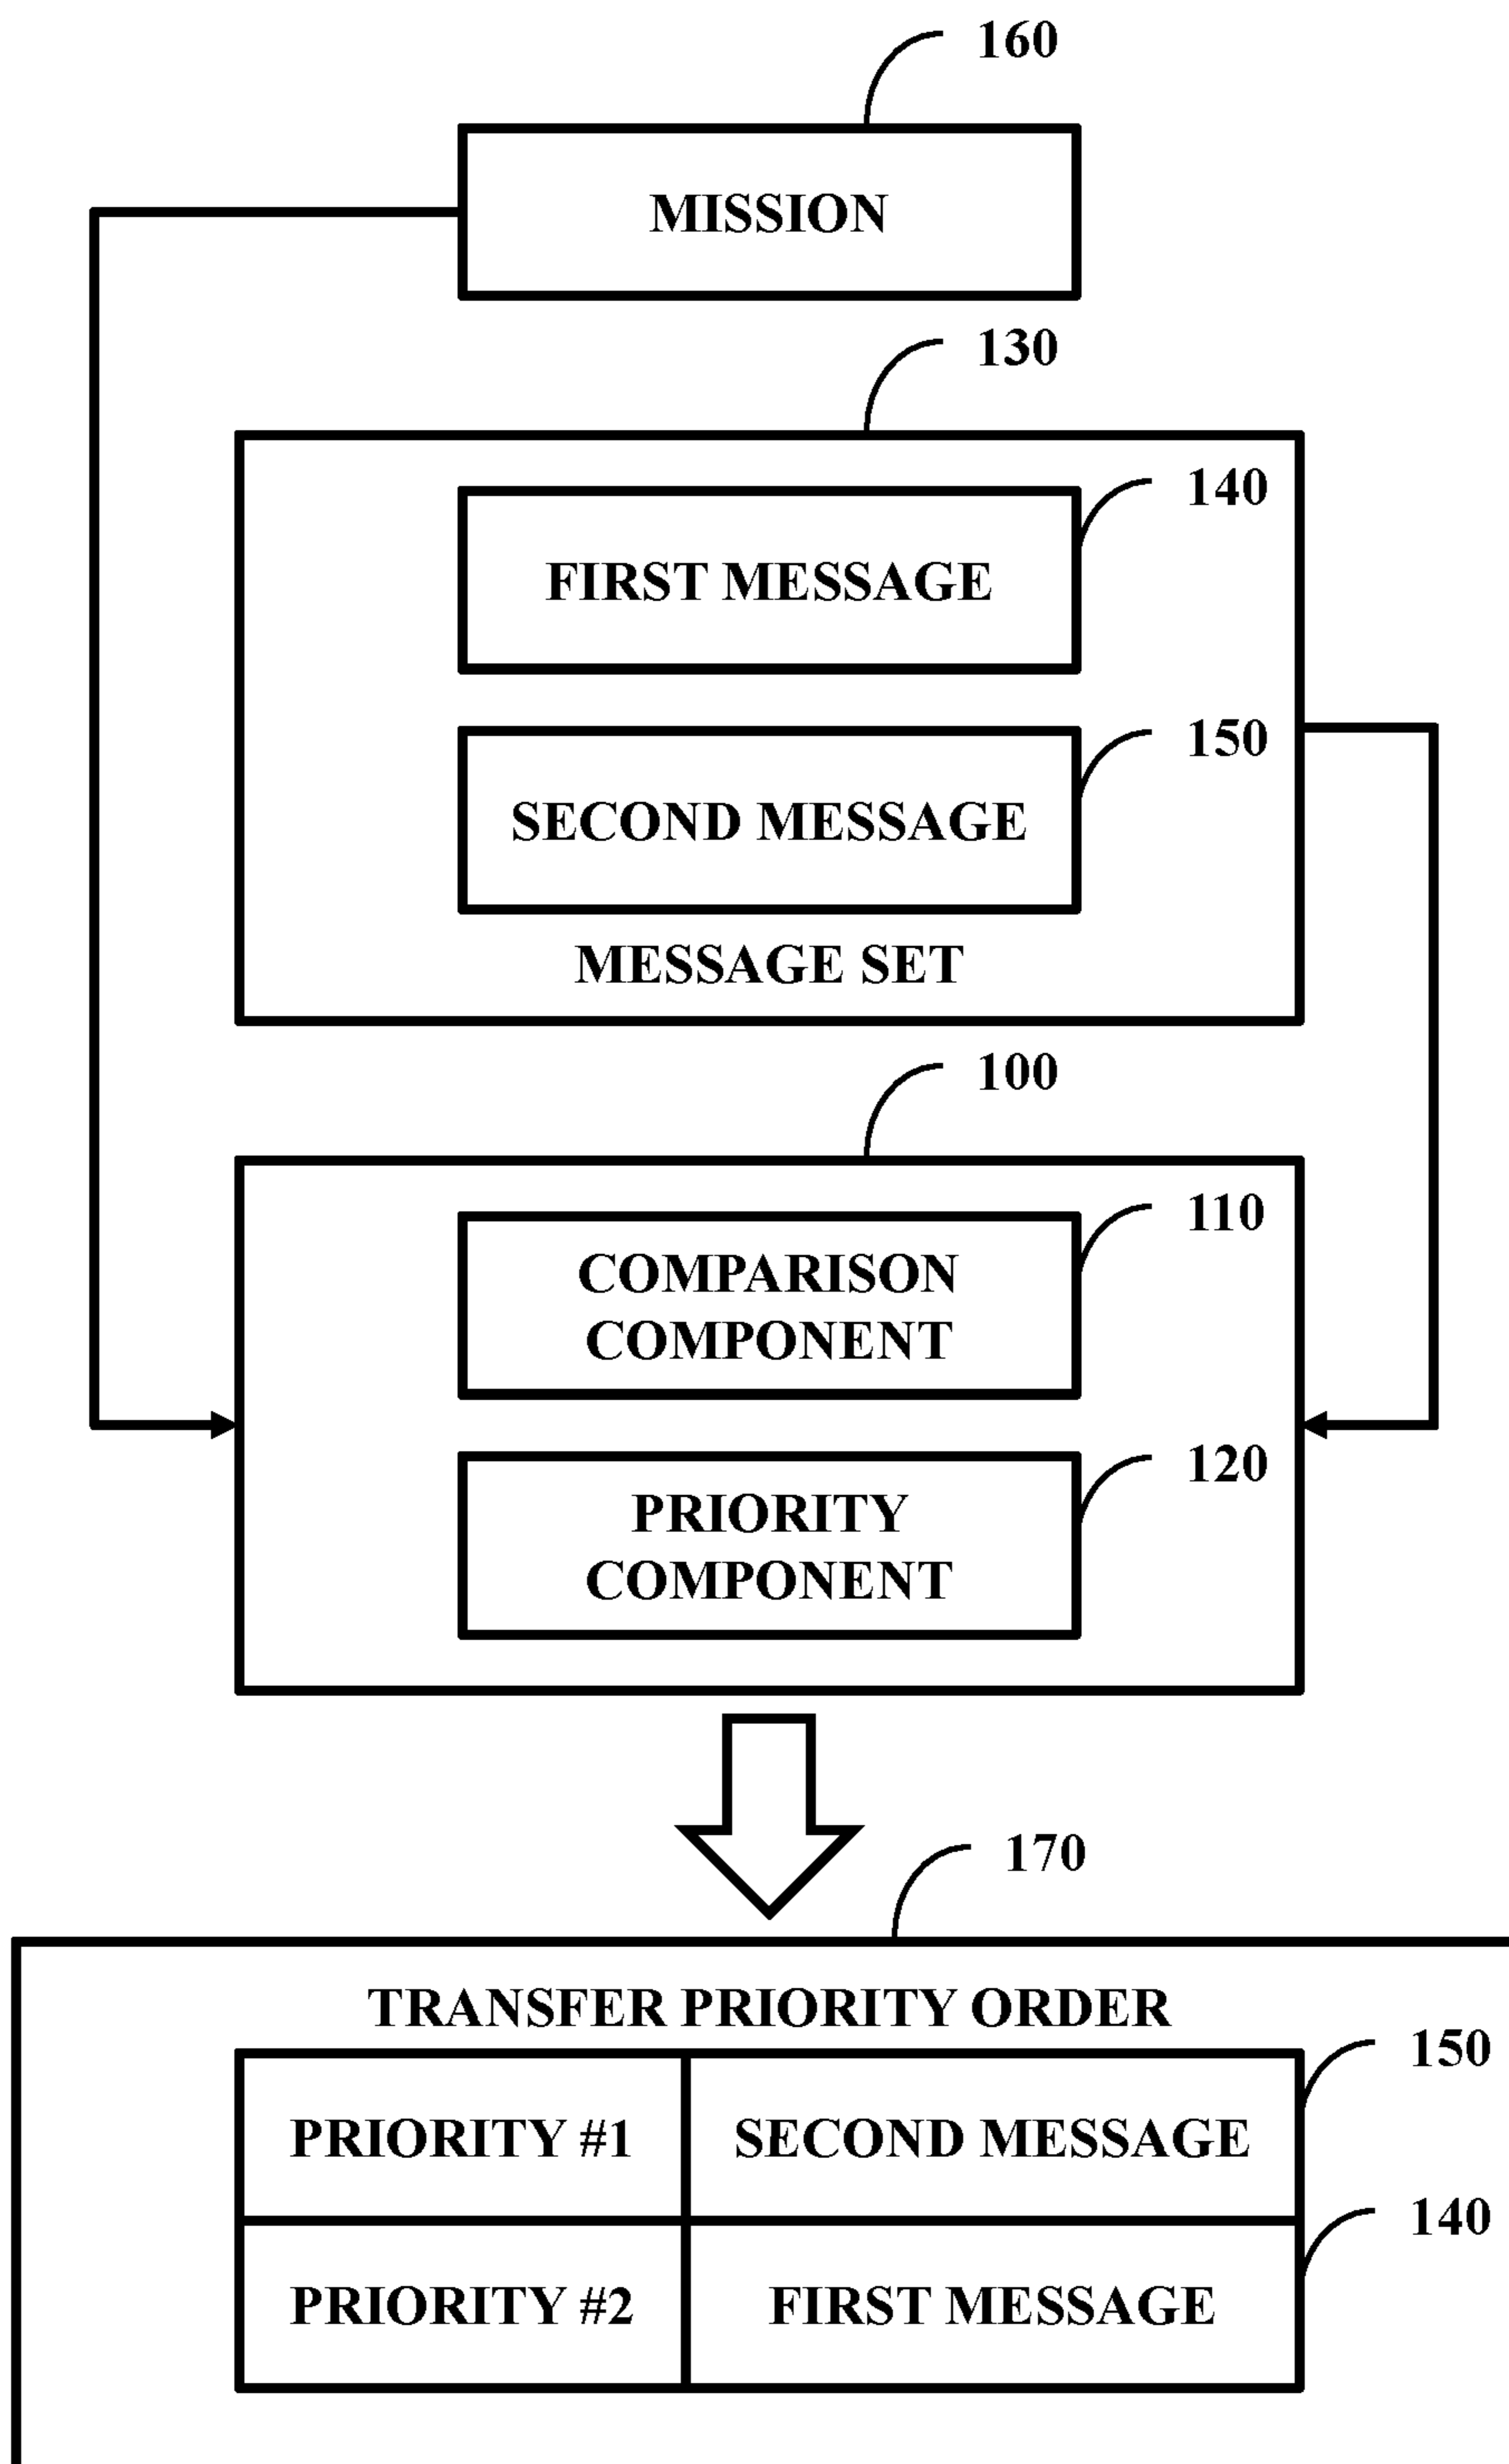 160
MISSION
130
140
FIRST MESSAGE
150
SECOND MESSAGE
MESSAGE SET
100
110
COMPARISON
COMPONENT
120
PRIORITY
COMPONENT
170
TRANSFER PRIORITY ORDER
150
PRIORITY #1 SECOND MESSAGE
140
PRIORITY #2 FIRST MESSAGE